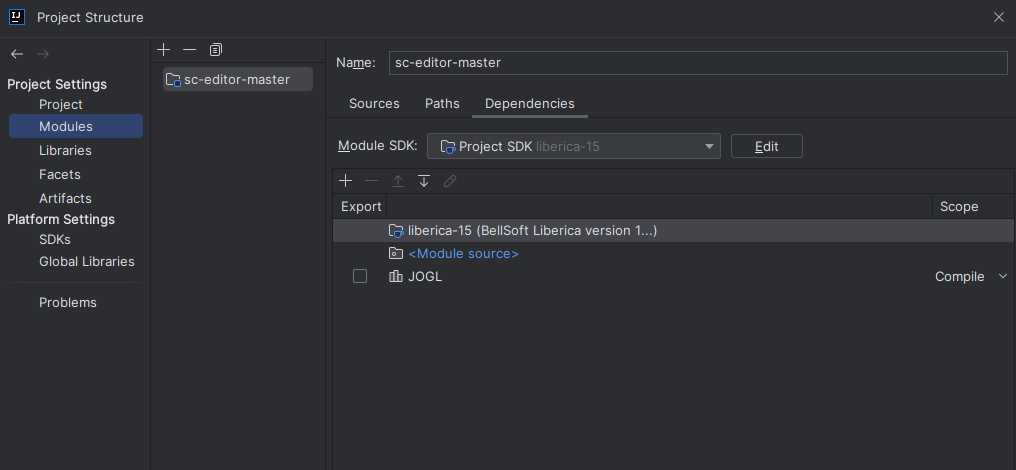 IJ Project Structure
Project Settings
Project
Modules
Libraries
Facets
Artifacts
Platform Settings
SDKs
Global Libraries
Problems
sc-editor-master
Name: sc-editor-master
Sources Paths Dependencies
Module SDK: Project SDK liberica-15 Edit
Export Scope
liberica-15 (BellSoft Liberica version 1...)
<Module source>
JOGL Compile